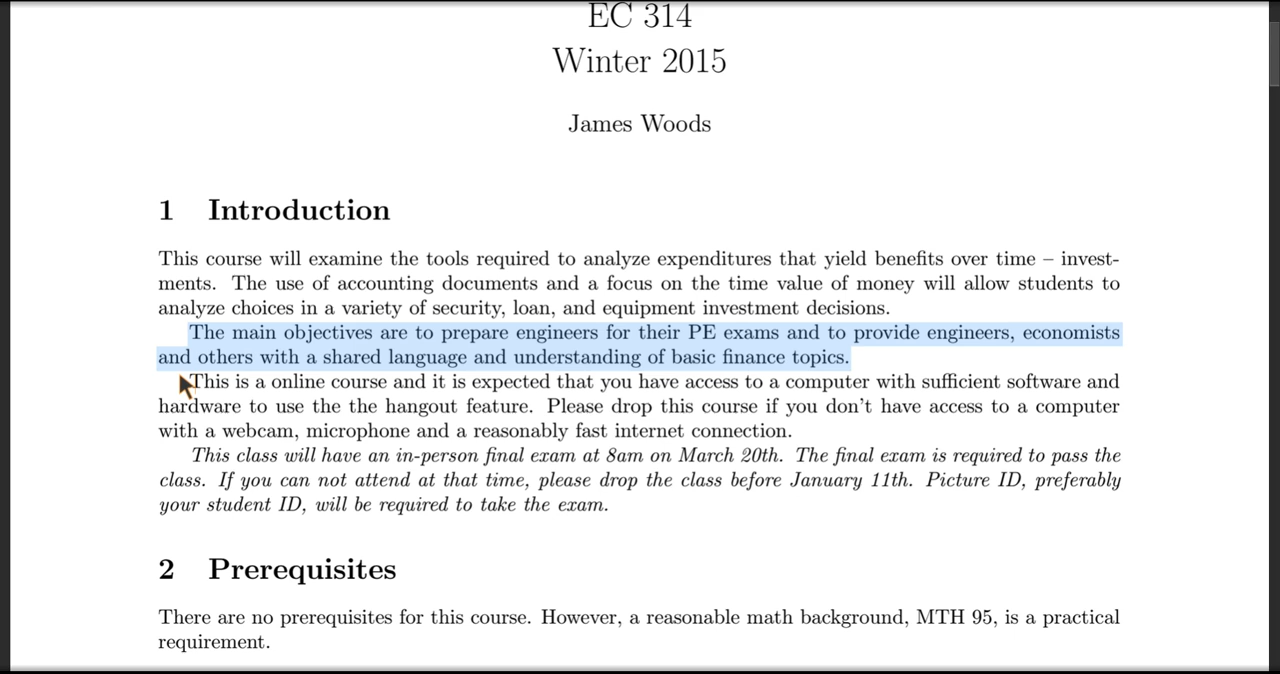 EC 314
Winter 2015
James Woods
1 Introduction
This course will examine the tools required to analyze expenditures that yield benefits over time – invest-
ments. The use of accounting documents and a focus on the time value of money will allow students to
analyze choices in a variety of security, loan, and equipment investment decisions.
The main objectives are to prepare engineers for their PE exams and to provide engineers, economists
and others with a shared language and understanding of basic finance topics.
This is a online course and it is expected that you have access to a computer with sufficient software and
hardware to use the the hangout feature. Please drop this course if you don't have access to a computer
with a webcam, microphone and a reasonably fast internet connection.
This class will have an in-person final exam at 8am on March 20th. The final exam is required to pass the
class. If you can not attend at that time, please drop the class before January 11th. Picture ID, preferably
your student ID, will be required to take the exam.
2 Prerequisites
There are no prerequisites for this course. However, a reasonable math background, MTH 95, is a practical
requirement.